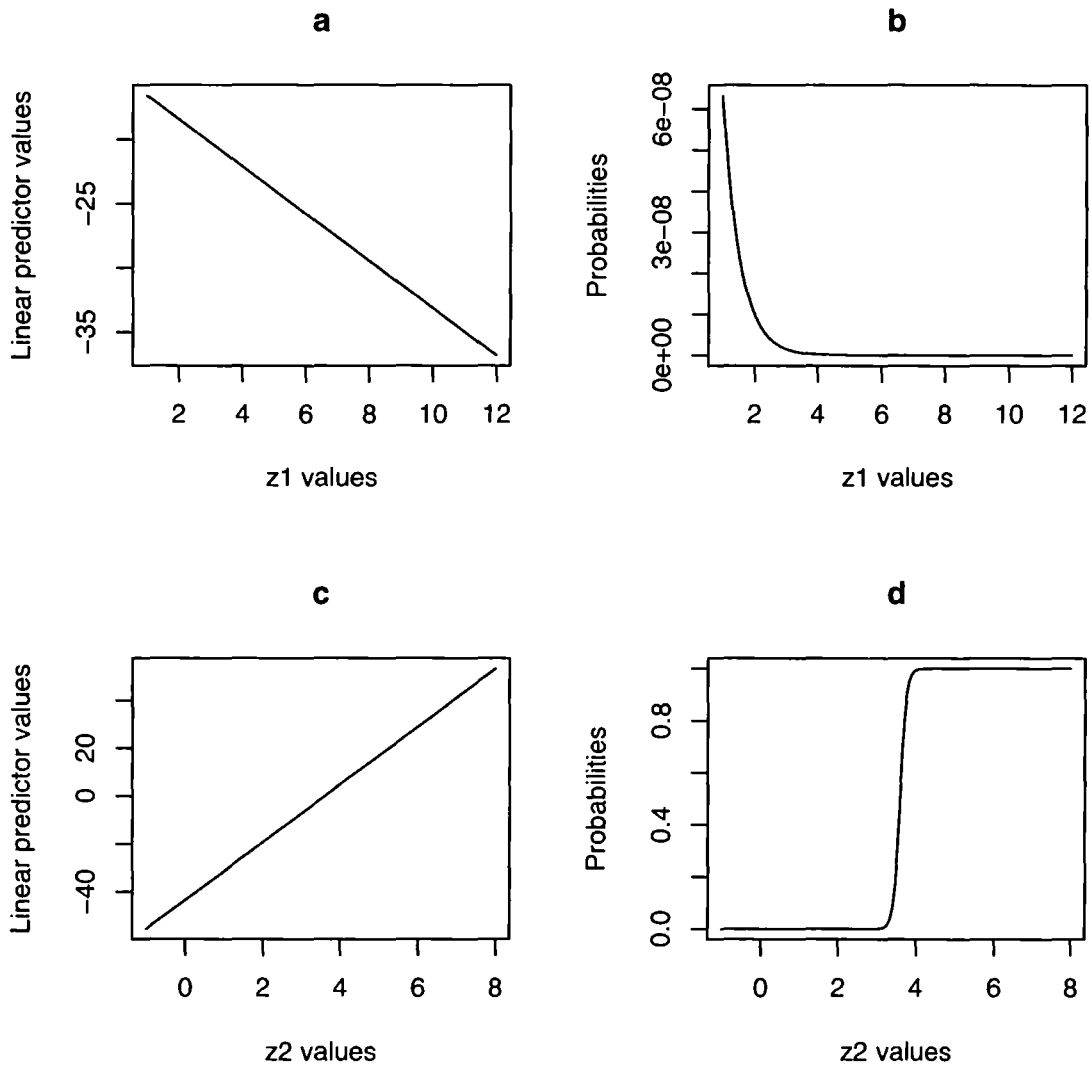 a
Linear predictor values
−25
−35
2 4 6 8 10 12
z1 values
b
Probabilities
6e−08
3e−08
0e+00
2 4 6 8 10 12
z1 values
c
Linear predictor values
20
0
−40
0 2 4 6 8
z2 values
d
Probabilities
0.8
0.4
0.0
0 2 4 6 8
z2 values